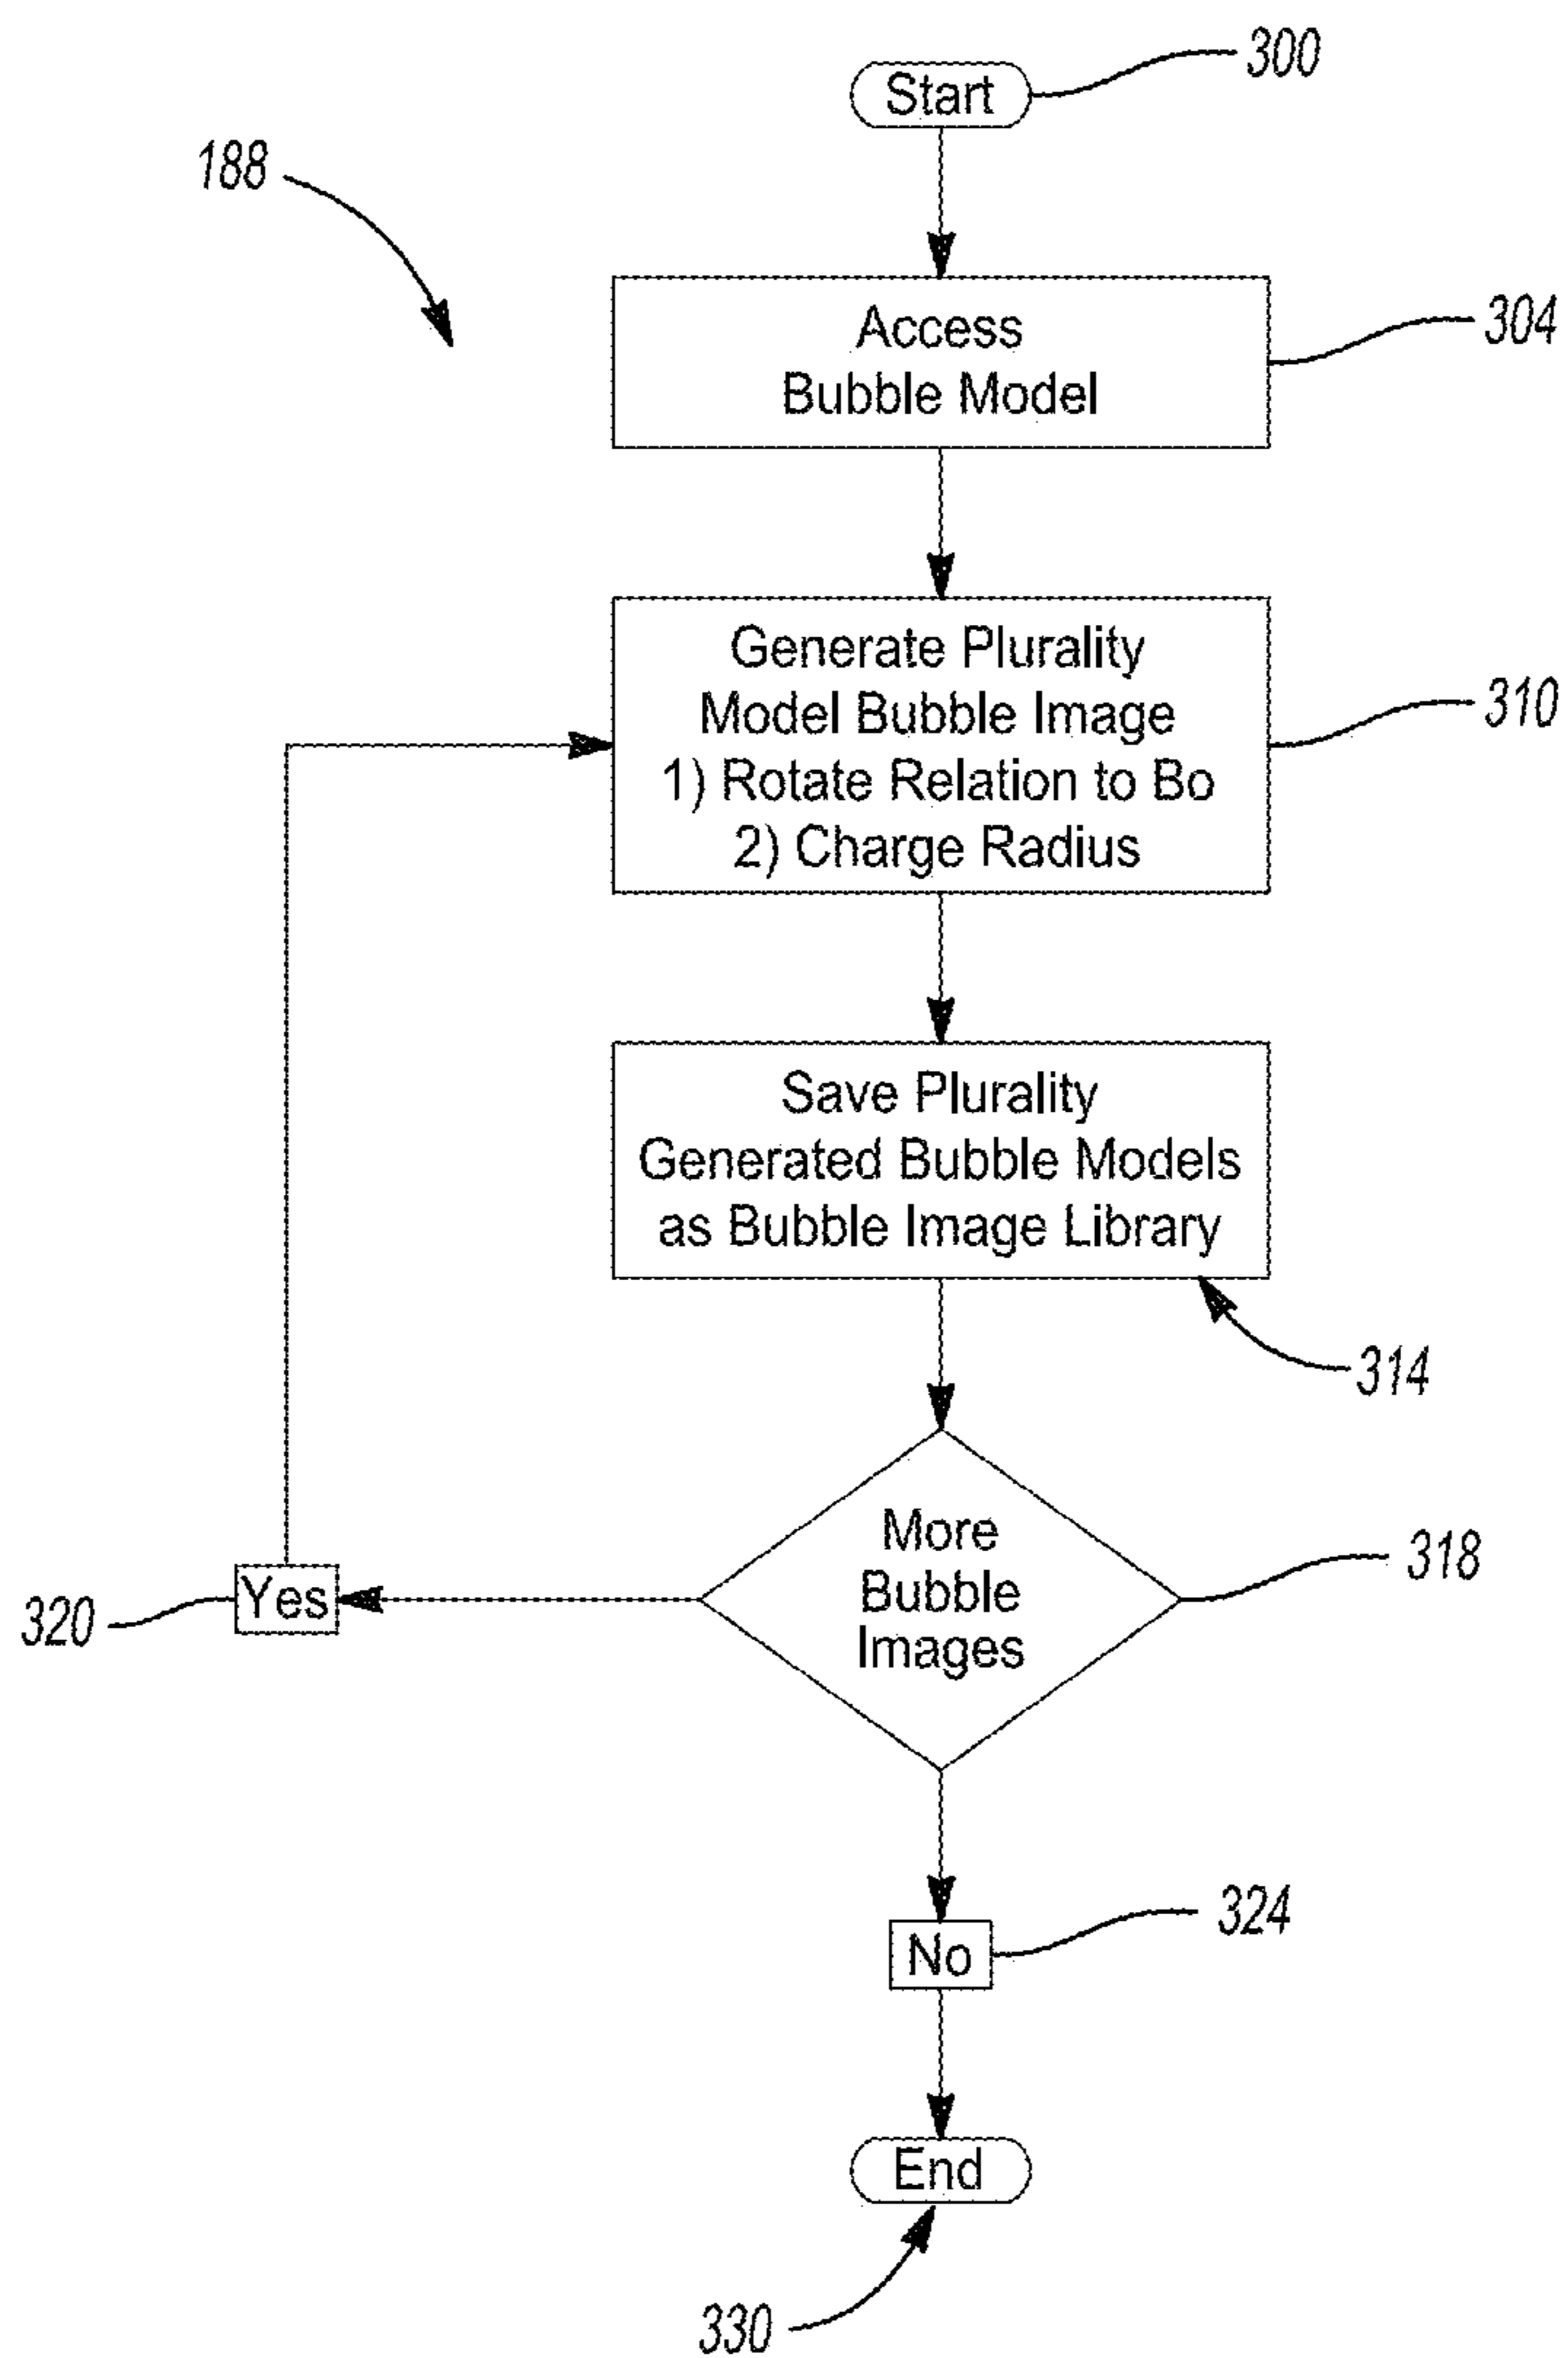 Start
300
188
Access
Bubble Model
304
Generate Plurality
Model Bubble Image
1) Rotate Relation to Bo
2) Charge Radius
310
Save Plurality
Generated Bubble Models
as Bubble Image Library
314
More
Bubble
Images
318
Yes
320
No
324
End
330